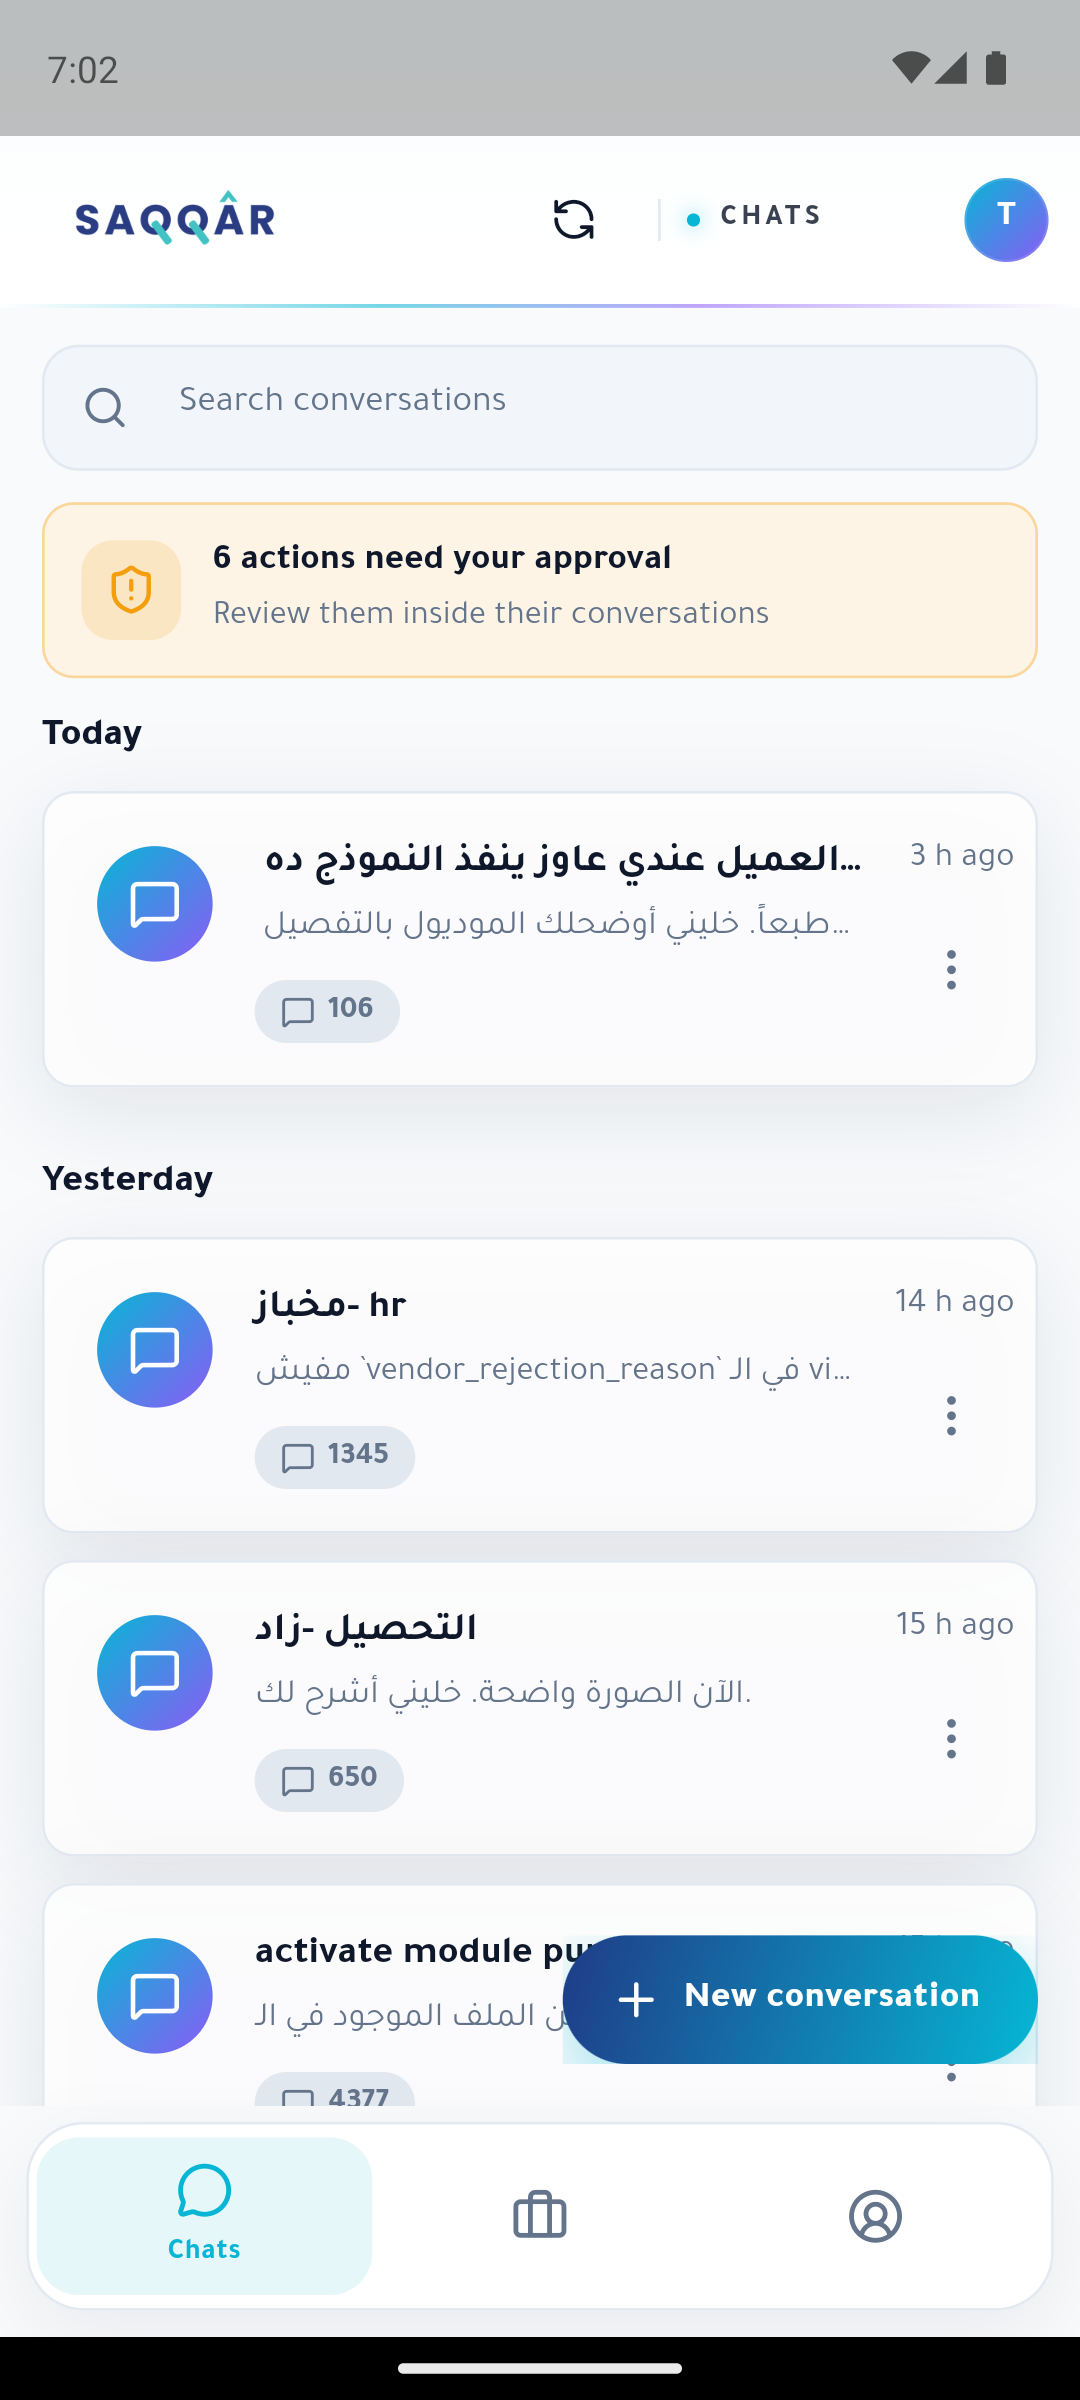 7:02
SAQQÂR
CHATS
T
Search conversations
6 actions need your approval
Review them inside their conversations
Today
العميل عندي عاوز ينفذ النموذج ده...
3 h ago
طبعاً. خليني أوضحلك الموديول بالتفصيل...
106
Yesterday
مخباز- hr
14 h ago
مفيش `vendor_rejection_reason` في الـ vi...
1345
التحصيل -زاد
15 h ago
الآن الصورة واضحة. خليني أشرح لك.
650
activate module
الملف الموجود في الـ
4377
New conversation
Chats